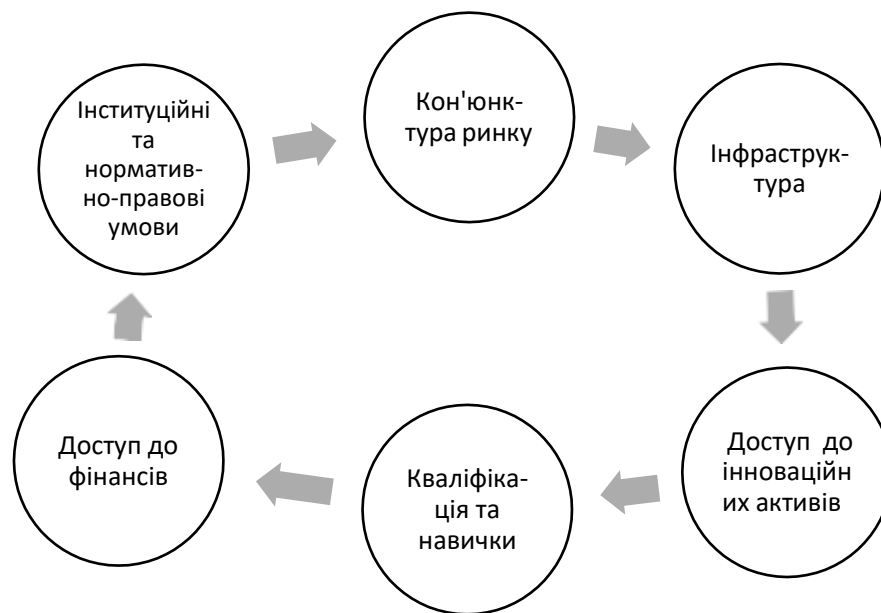 Інституційні
та
норматив-
но-правові
умови
Кон'юнк-
тура ринку
Інфраструк-
тура
Доступ до
інноваційн
их активів
Кваліфіка-
ція та
навички
Доступ до
фінансів